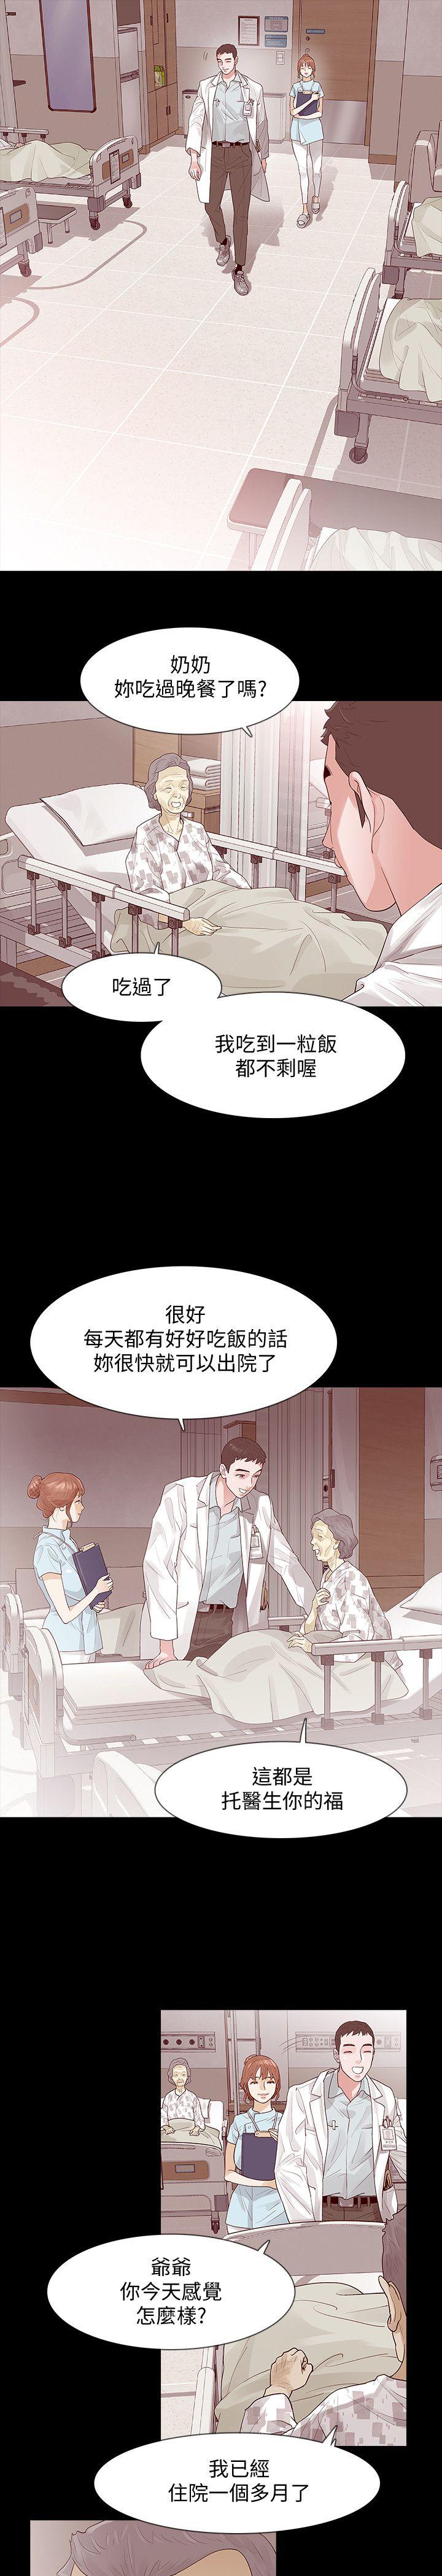 奶奶
妳吃過晚餐了嗎?
吃過了
我吃到一粒飯
都不剩喔
很好
每天都有好好吃飯的話
妳很快就可以出院了
這都是
托醫生你的福
爺爺
你今天感覺
怎麼樣?
我已經
住院一個多月了